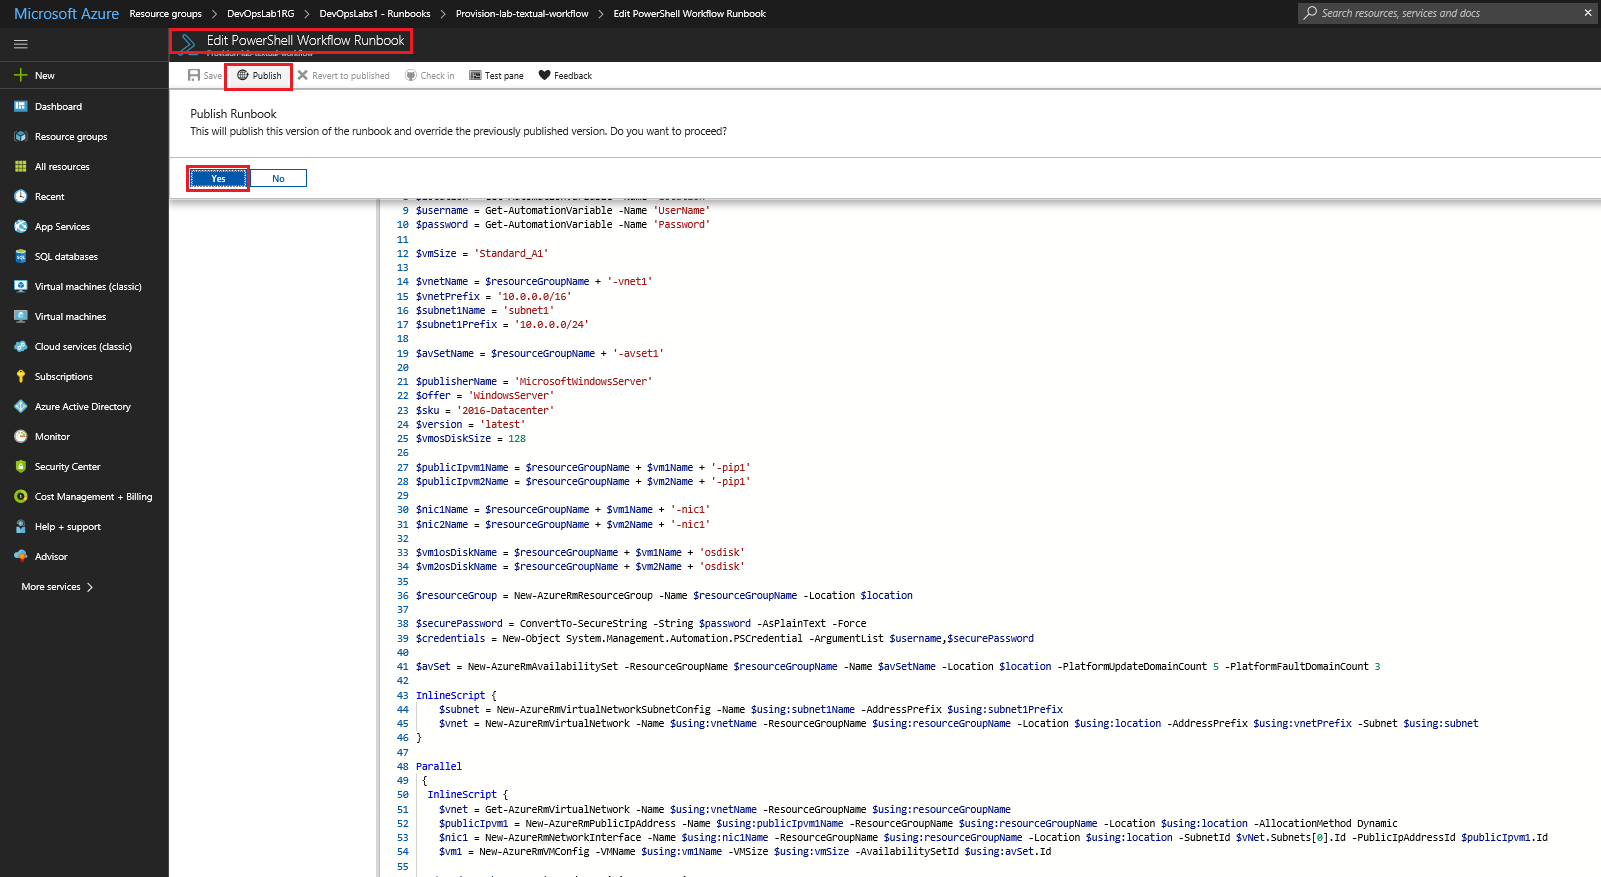 Microsoft Azure Resource groups > DevOpsLab1RG > DevOpsLabs1 - Runbooks > Provision-lab-textual-workflow > Edit PowerShell Workflow Runbook
Search resources, services and docs
Edit PowerShell Workflow Runbook
Provision-lab-textual-workflow
Save Publish Revert to published Check in Test pane Feedback
New
Dashboard
Resource groups
All resources
Recent
App Services
SQL databases
Virtual machines (classic)
Virtual machines
Cloud services (classic)
Subscriptions
Azure Active Directory
Monitor
Security Center
Cost Management + Billing
Help + support
Advisor
More services >
Publish Runbook
This will publish this version of the runbook and override the previously published version. Do you want to proceed?
Yes No
9 $username = Get-AutomationVariable -Name 'UserName'
10 $password = Get-AutomationVariable -Name 'Password'
11
12 $vmSize = 'Standard_A1'
13
14 $vnetName = $resourceGroupName + '-vnet1'
15 $vnetPrefix = '10.0.0.0/16'
16 $subnet1Name = 'subnet1'
17 $subnet1Prefix = '10.0.0.0/24'
18
19 $avSetName = $resourceGroupName + '-avset1'
20
21 $publisherName = 'MicrosoftWindowsServer'
22 $offer = 'WindowsServer'
23 $sku = '2016-Datacenter'
24 $version = 'latest'
25 $vmosDiskSize = 128
26
27 $publicIpvm1Name = $resourceGroupName + $vm1Name + '-pip1'
28 $publicIpvm2Name = $resourceGroupName + $vm2Name + '-pip1'
29
30 $nic1Name = $resourceGroupName + $vm1Name + '-nic1'
31 $nic2Name = $resourceGroupName + $vm2Name + '-nic1'
32
33 $vm1osDiskName = $resourceGroupName + $vm1Name + 'osdisk'
34 $vm2osDiskName = $resourceGroupName + $vm2Name + 'osdisk'
35
36 $resourceGroup = New-AzureRmResourceGroup -Name $resourceGroupName -Location $location
37
38 $securePassword = ConvertTo-SecureString -String $password -AsPlainText -Force
39 $credentials = New-Object System.Management.Automation.PSCredential -ArgumentList $username,$securePassword
40
41 $avSet = New-AzureRmAvailabilitySet -ResourceGroupName $resourceGroupName -Name $avSetName -Location $location -PlatformUpdateDomainCount 5 -PlatformFaultDomainCount 3
42
43 InlineScript {
44 $subnet = New-AzureRmVirtualNetworkSubnetConfig -Name $using:subnet1Name -AddressPrefix $using:subnet1Prefix
45 $vnet = New-AzureRmVirtualNetwork -Name $using:vnetName -ResourceGroupName $using:resourceGroupName -Location $using:location -AddressPrefix $using:vnetPrefix -Subnet $using:subnet
46 }
47
48 Parallel
49 {
50 InlineScript {
51 $vnet = Get-AzureRmVirtualNetwork -Name $using:vnetName -ResourceGroupName $using:resourceGroupName
52 $publicIpvm1 = New-AzureRmPublicIpAddress -Name $using:publicIpvm1Name -ResourceGroupName $using:resourceGroupName -Location $using:location -AllocationMethod Dynamic
53 $nic1 = New-AzureRmNetworkInterface -Name $using:nic1Name -ResourceGroupName $using:resourceGroupName -Location $using:location -SubnetId $vNet.Subnets[0].Id -PublicIpAddressId $publicIpvm1.Id
54 $vm1 = New-AzureRmVMConfig -VMName $using:vm1Name -VMSize $using:vmSize -AvailabilitySetId $using:avSet.Id
55